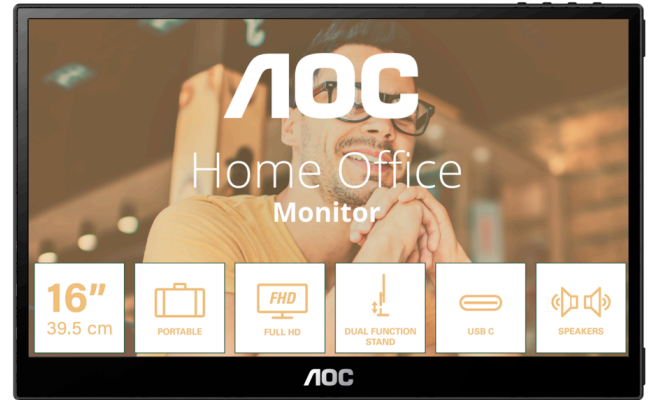 AOC
Home Office
Monitor
16”
39.5 cm
PORTABLE
FHD
FULL HD
DUAL FUNCTION
STAND
USB C
SPEAKERS
AOC